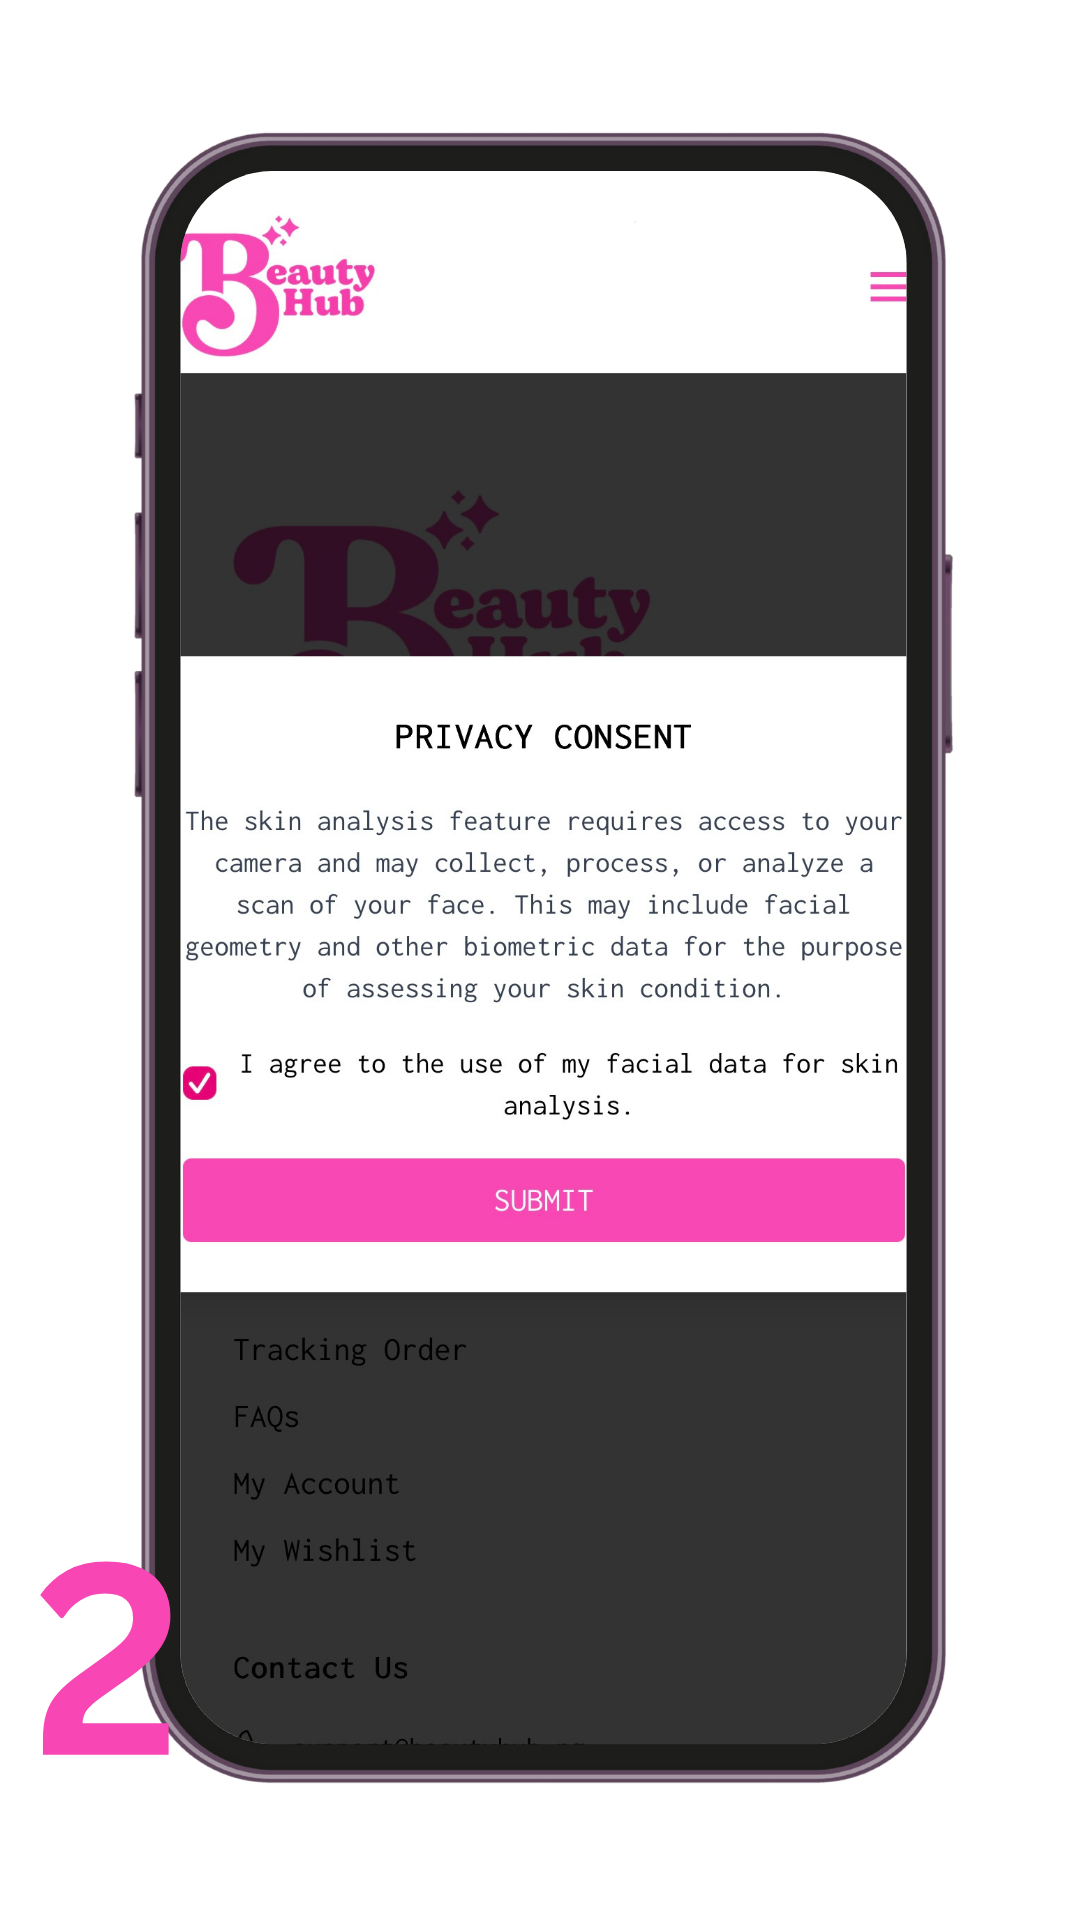 Beauty
Hub
Beauty
Hub
PRIVACY CONSENT
The skin analysis feature requires access to your
camera and may collect, process, or analyze a
scan of your face. This may include facial
geometry and other biometric data for the purpose
of assessing your skin condition.
I agree to the use of my facial data for skin
analysis.
SUBMIT
Tracking Order
FAQs
My Account
My Wishlist
Contact Us
2